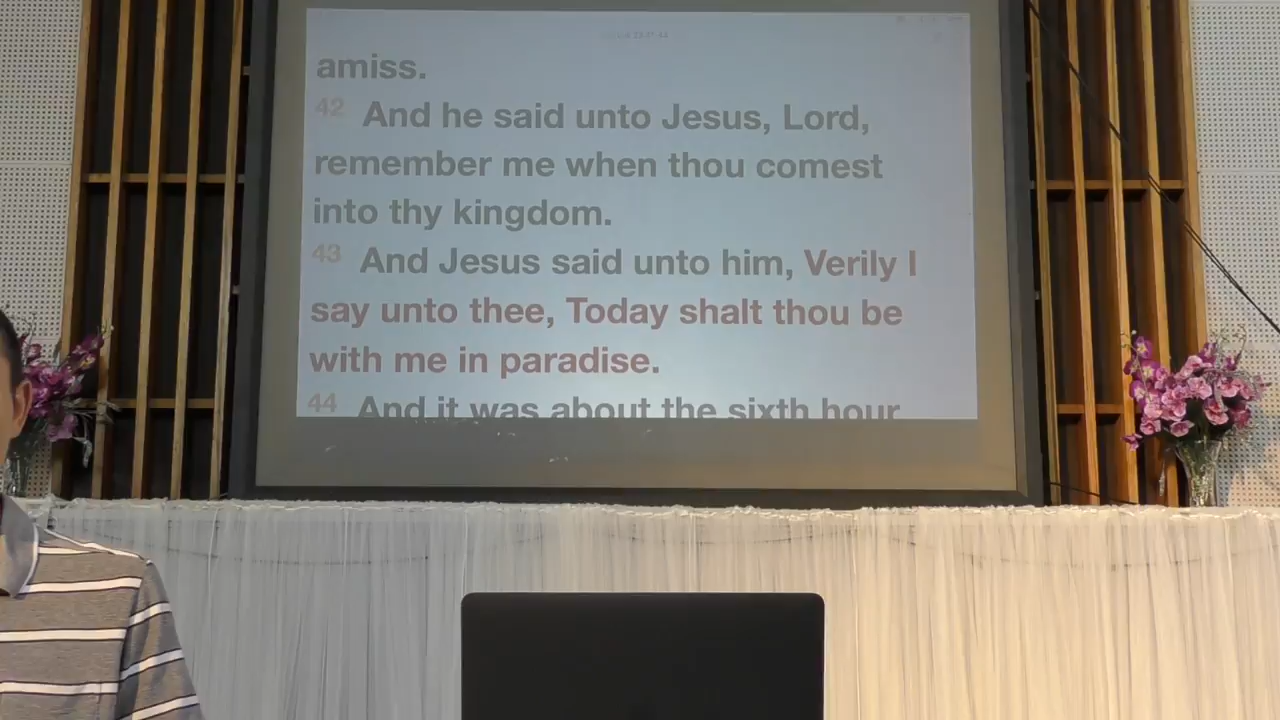 amiss.
42 And he said unto Jesus, Lord,
remember me when thou comest
into thy kingdom.
43 And Jesus said unto him, Verily I
say unto thee, Today shalt thou be
with me in paradise.
44 And it was about the sixth hour